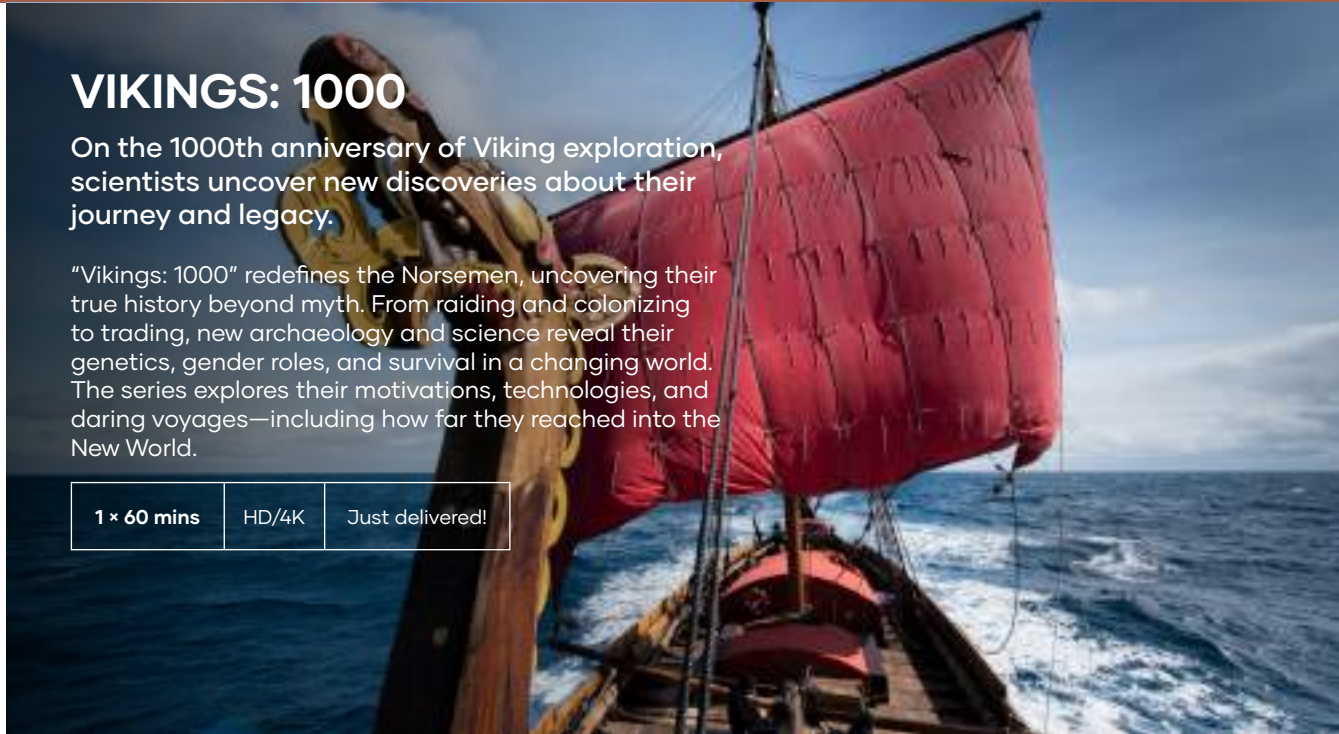 VIKINGS: 1000
On the 1000th anniversary of Viking exploration,
scientists uncover new discoveries about their
journey and legacy.
“Vikings: 1000” redefines the Norsemen, uncovering their
true history beyond myth. From raiding and colonizing
to trading, new archaeology and science reveal their
genetics, gender roles, and survival in a changing world.
The series explores their motivations, technologies, and
daring voyages—including how far they reached into the
New World.
1 × 60 mins HD/4K Just delivered!